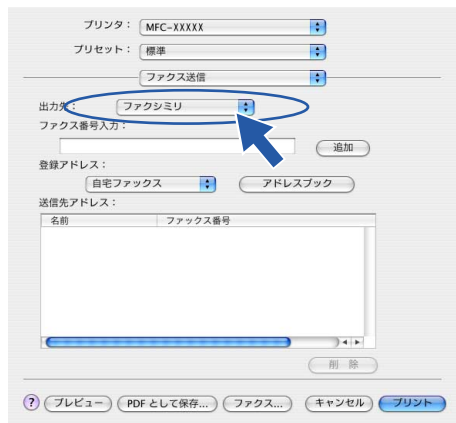 プリンタ： MFC-XXXXX
プリセット： 標準
ファクス送信
出力先： ファクシミリ
ファクス番号入力：
追加
登録アドレス：
自宅ファックス アドレスブック
送信先アドレス：
名前 ファックス番号
削 除
? プレビュー PDF として保存... ファクス... キャンセル プリント